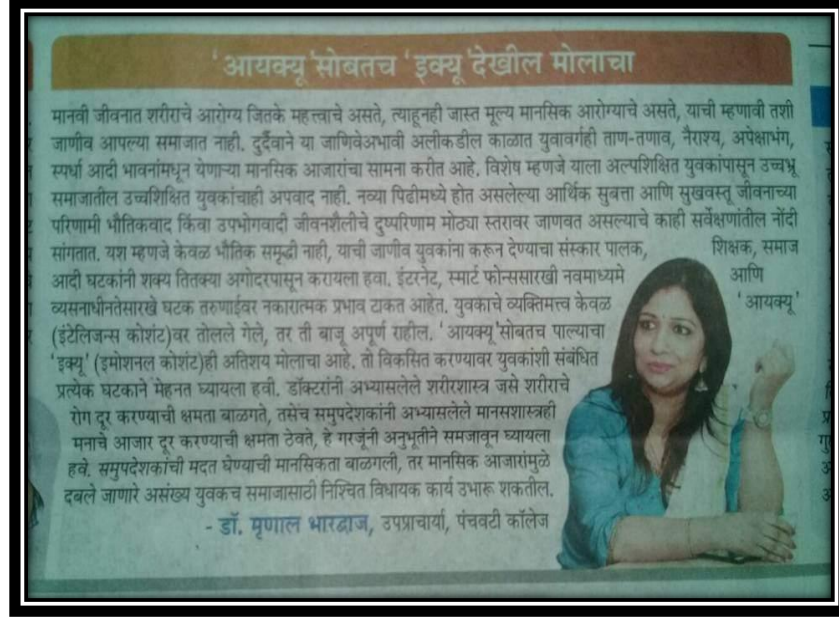 'आयक्यू'सोबतच 'इक्यू'देखील मोलाचा
मानवी जीवनात शरीराचे आरोग्य जितके महत्त्वाचे असते, त्याहूनही जास्त मूल्य मानसिक आरोग्याचे असते, याची म्हणावी तशी
जाणीव आपल्या समाजात नाही. दुर्दैवाने या जाणिवेअभावी अलीकडील काळात युवावर्गही ताण-तणाव, नैराश्य, अपेक्षाभंग,
स्पर्धा आदी भावनांमधून येणाऱ्या मानसिक आजारांचा सामना करीत आहे. विशेष म्हणजे याला अल्पशिक्षित युवकांपासून उच्चभ्रू
समाजातील उच्चशिक्षित युवकांचाही अपवाद नाही. नव्या पिढीमध्ये होत असलेल्या आर्थिक सुबत्ता आणि सुखवस्तू जीवनाच्या
परिणामी भौतिकवाद किंवा उपभोगवादी जीवनशैलीचे दुष्परिणाम मोठ्या स्तरावर जाणवत असल्याचे काही सर्वेक्षणांतील नोंदी
सांगतात. यश म्हणजे केवळ भौतिक समृद्धी नाही, याची जाणीव युवकांना करून देण्याचा संस्कार पालक, शिक्षक, समाज
आदी घटकांनी शक्य तितक्या अगोदरपासून करायला हवा. इंटरनेट, स्मार्ट फोन्ससारखी नवमाध्यमे आणि
व्यसनाधीनतेसारखे घटक तरुणाईवर नकारात्मक प्रभाव टाकत आहेत. युवकाचे व्यक्तिमत्त्व केवळ 'आयक्यू'
(इंटेलिजन्स कोशंट)वर तोलले गेले, तर ती बाजू अपूर्ण राहील. 'आयक्यू'सोबतच पाल्याचा
'इक्यू' (इमोशनल कोशंट)ही अतिशय मोलाचा आहे. तो विकसित करण्यावर युवकांशी संबंधित
प्रत्येक घटकाने मेहनत घ्यायला हवी. डॉक्टरांनी अभ्यासलेले शरीरशास्त्र जसे शरीराचे
रोग दूर करण्याची क्षमता बाळगते, तसेच समुपदेशकांनी अभ्यासलेले मानसशास्त्रही
मनाचे आजार दूर करण्याची क्षमता ठेवते, हे गरजूंनी अनुभूतीने समजावून घ्यायला
हवे. समुपदेशकांची मदत घेण्याची मानसिकता बाळगली, तर मानसिक आजारांमुळे
दबले जाणारे असंख्य युवकच समाजासाठी निश्चित विधायक कार्य उभारू शकतील.
- डॉ. मृणाल भारद्वाज, उपप्राचार्या, पंचवटी कॉलेज